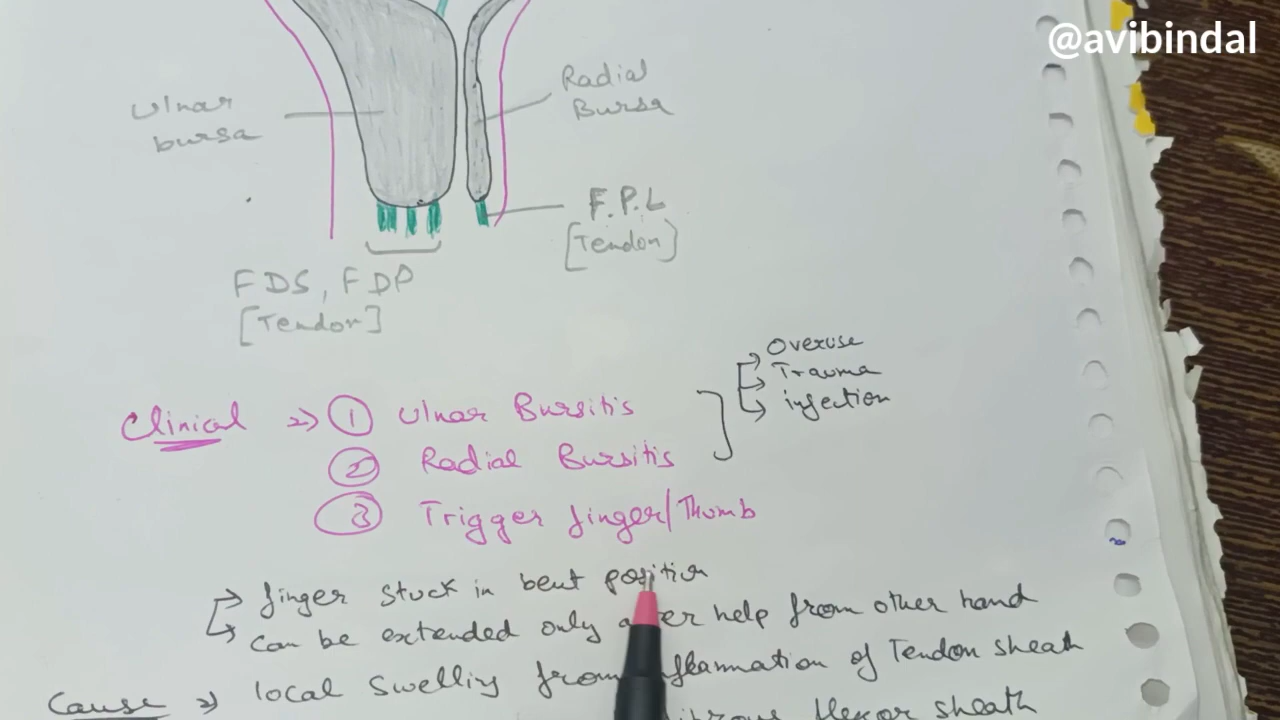 @avibindal
Radial
Bursa
Ulnar
bursa
F.P.L
[Tendon]
FDS, FDP
[Tendon]
Overuse
Trauma
infection
Clinical => ① Ulnar Bursitis
② Radial Bursitis
③ Trigger finger/Thumb
→ finger stuck in bent position
→ can be extended only help from other hand
Cause => local swelling from of Tendon sheath
flexor sheath